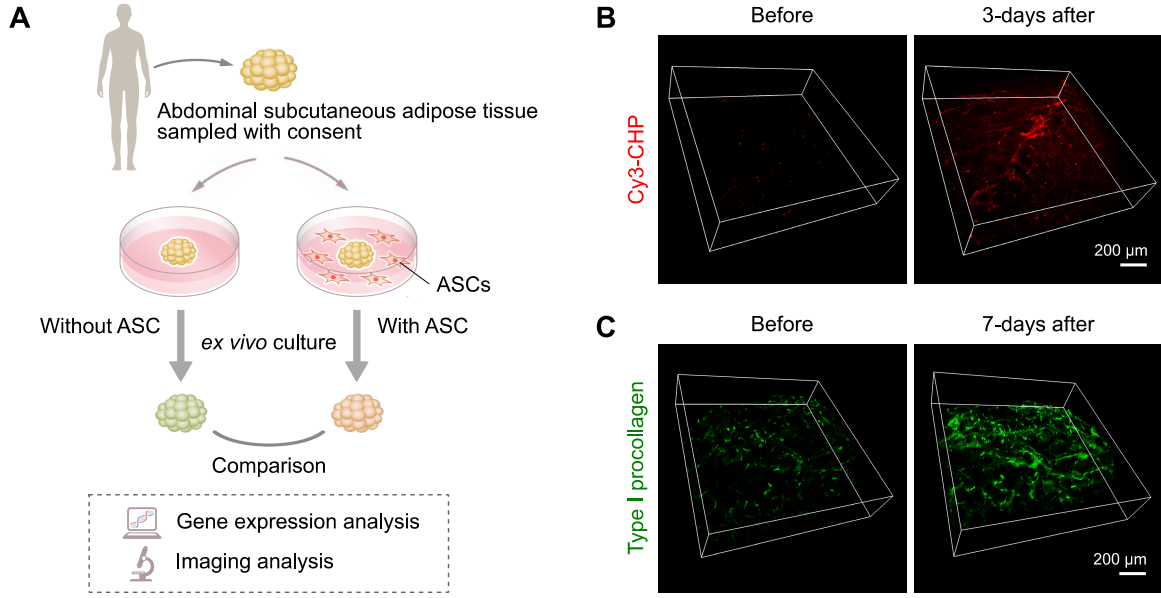 A
Abdominal subcutaneous adipose tissue
sampled with consent
ASCs
Without ASC
With ASC
ex vivo culture
Comparison
Gene expression analysis
Imaging analysis
B
Before
3-days after
Cy3-CHP
200 μm
C
Before
7-days after
Type I procollagen
200 μm